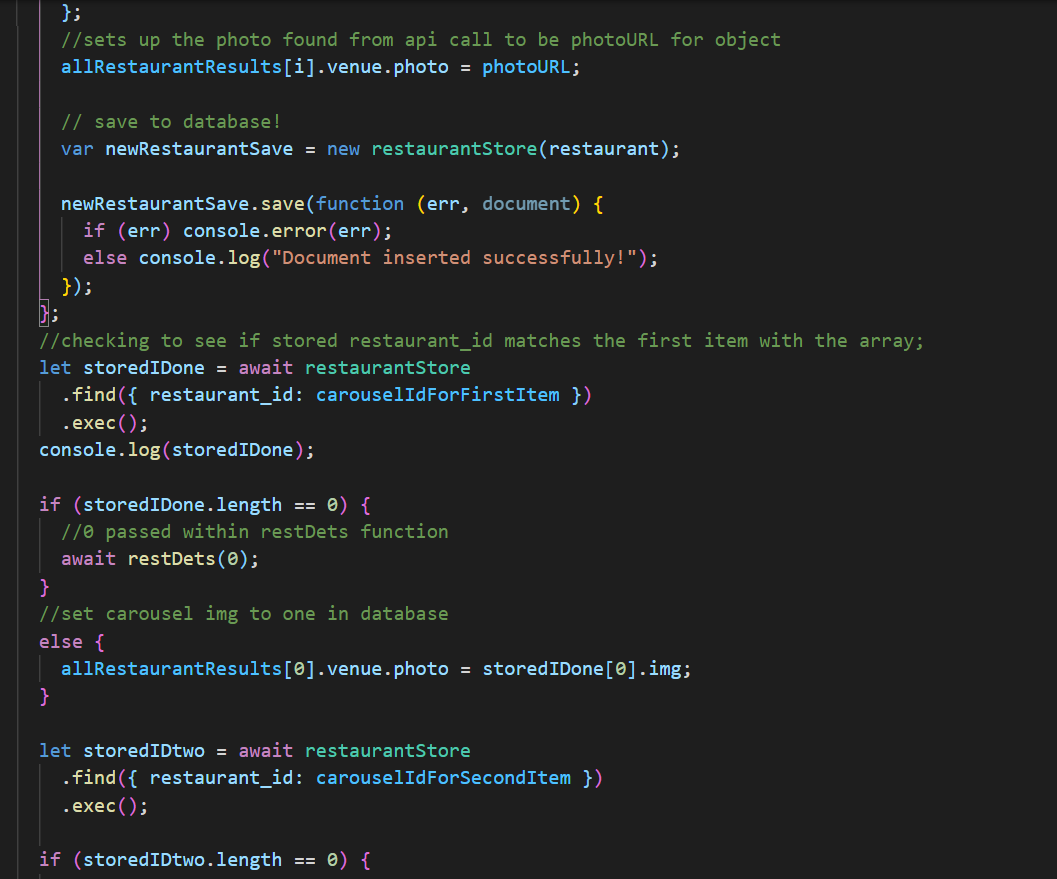 };
//sets up the photo found from api call to be photoURL for object
allRestaurantResults[i].venue.photo = photoURL;
// save to database!
var newRestaurantSave = new restaurantStore(restaurant);
newRestaurantSave.save(function (err, document) {
if (err) console.error(err);
else console.log("Document inserted successfully!");
});
};
//checking to see if stored restaurant_id matches the first item with the array;
let storedIDone = await restaurantStore
.find({ restaurant_id: carouselIdForFirstItem })
.exec();
console.log(storedIDone);
if (storedIDone.length == 0) {
//0 passed within restDets function
await restDets(0);
}
//set carousel img to one in database
else {
allRestaurantResults[0].venue.photo = storedIDone[0].img;
}
let storedIDtwo = await restaurantStore
.find({ restaurant_id: carouselIdForSecondItem })
.exec();
if (storedIDtwo.length == 0) {